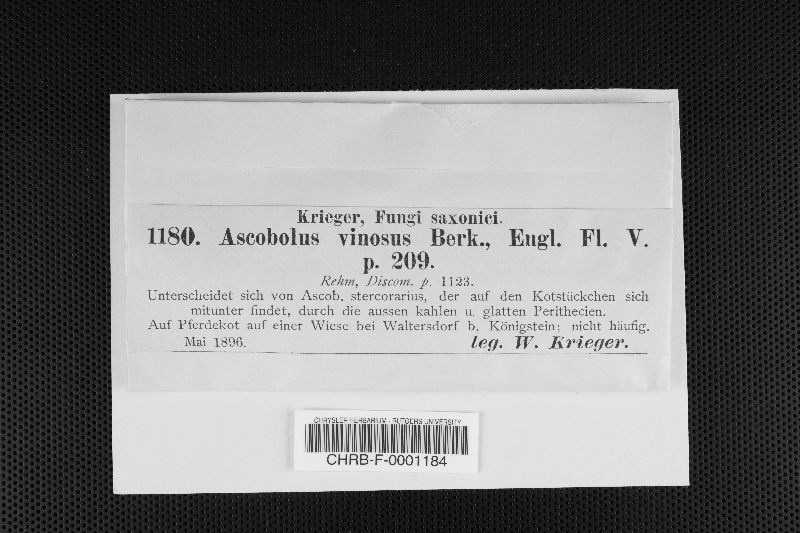 Krieger, Fungi saxonici.
1180. Ascobolus vinosus Berk., Engl. Fl. V.
p. 209.
Rehm, Discom. p. 1123.
Unterscheidet sich von Ascob. stercorarius, der auf den Kotstückchen sich
mitunter findet, durch die aussen kahlen u. glatten Perithecien.
Auf Pferdekot auf einer Wiese bei Waltersdorf b. Königstein; nicht häufig.
Mai 1896. leg. W. Krieger.
CHRYSLER HERBARIUM - RUTGERS UNIVERSITY
CHRB-F-0001184